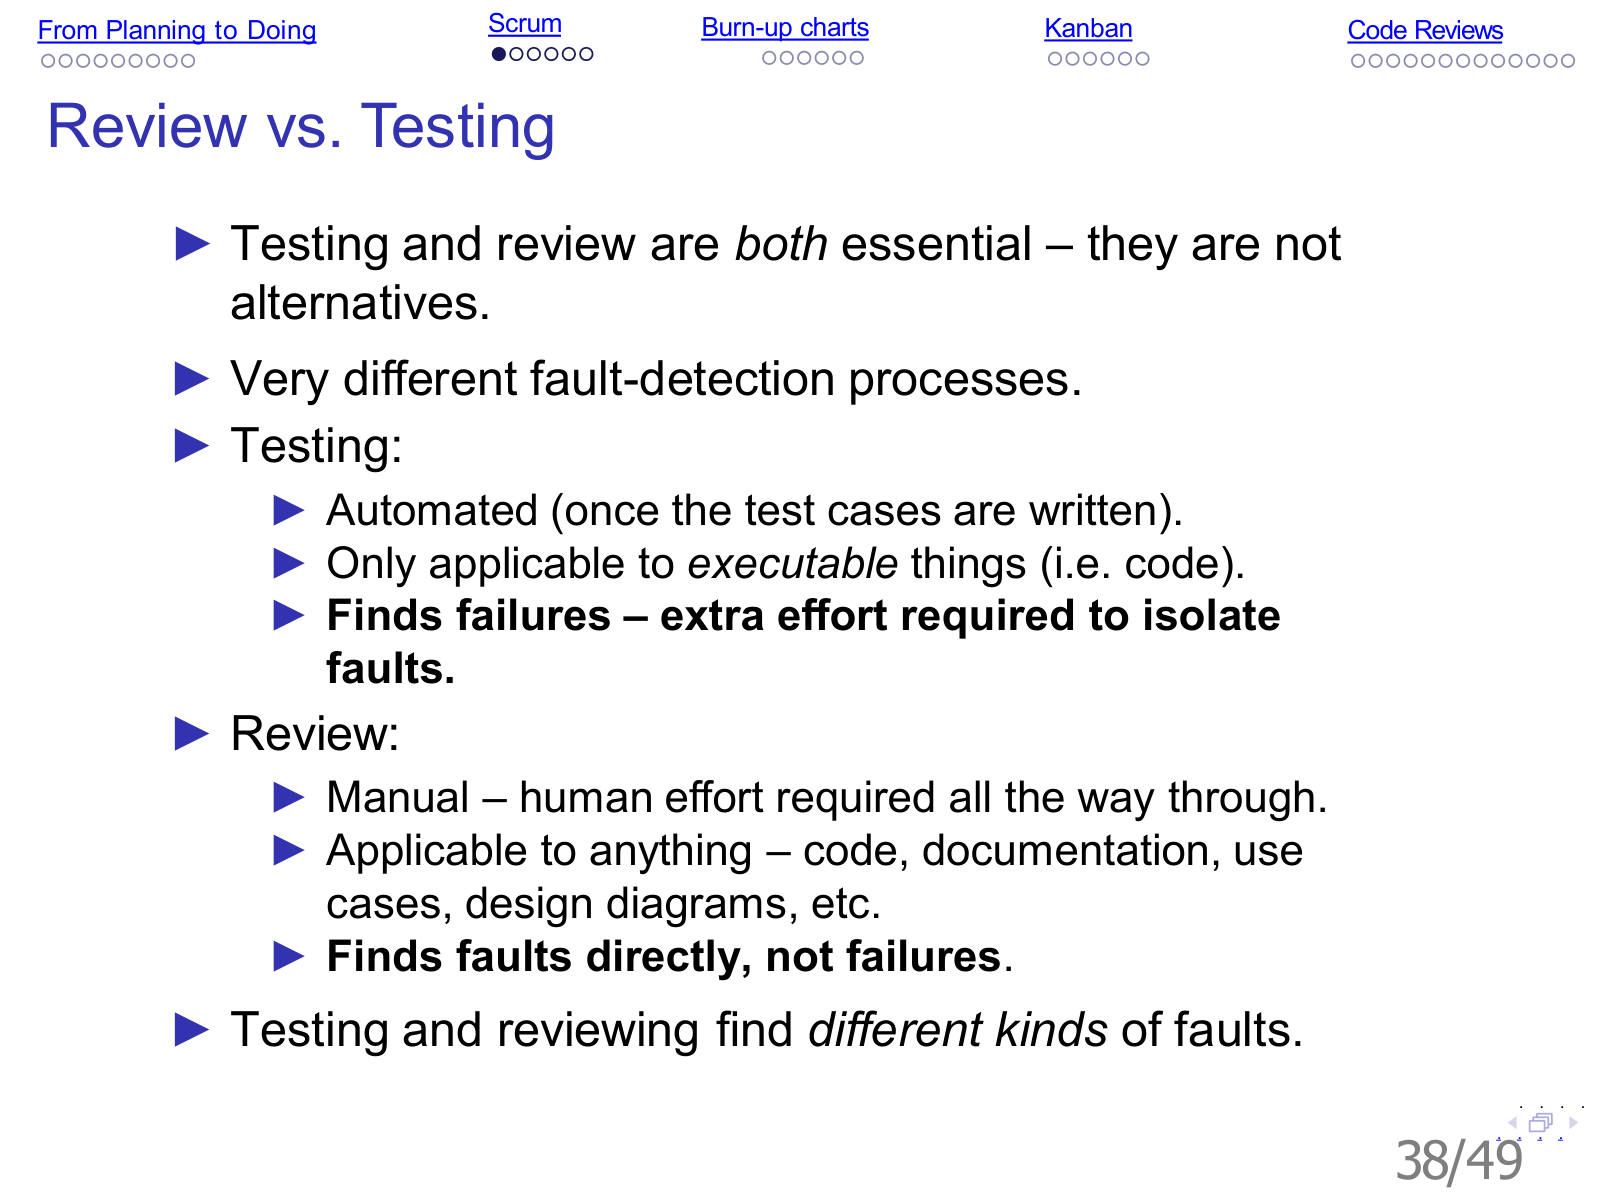 From Planning to Doing
Scrum
Burn-up charts
Kanban
Code Reviews
Review vs. Testing
Testing and review are both essential – they are not
alternatives.
Very different fault-detection processes.
Testing:
Automated (once the test cases are written).
Only applicable to executable things (i.e. code).
Finds failures – extra effort required to isolate
faults.
Review:
Manual – human effort required all the way through.
Applicable to anything – code, documentation, use
cases, design diagrams, etc.
Finds faults directly, not failures.
Testing and reviewing find different kinds of faults.
38/49